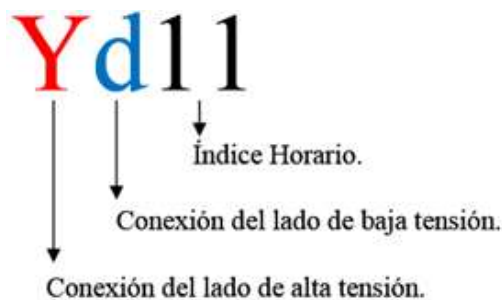 Yd11
Índice Horario.
Conexión del lado de baja tensión.
Conexión del lado de alta tensión.